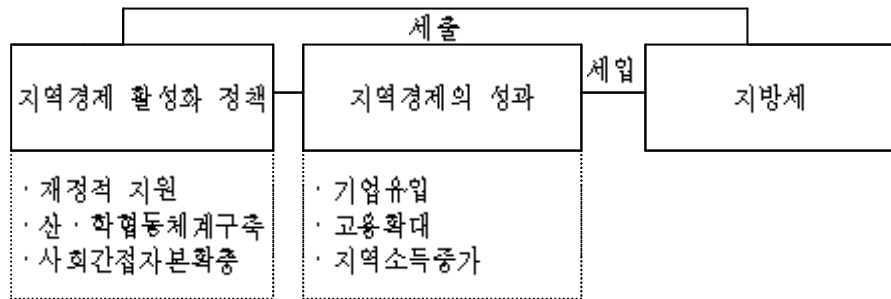 세출
지역경제 활성화 정책
지역경제의 성과
세입
지방세
· 재정적 지원
· 산 · 학협동체계구축
· 사회간접자본확충
· 기업유입
· 고용확대
· 지역소득증가